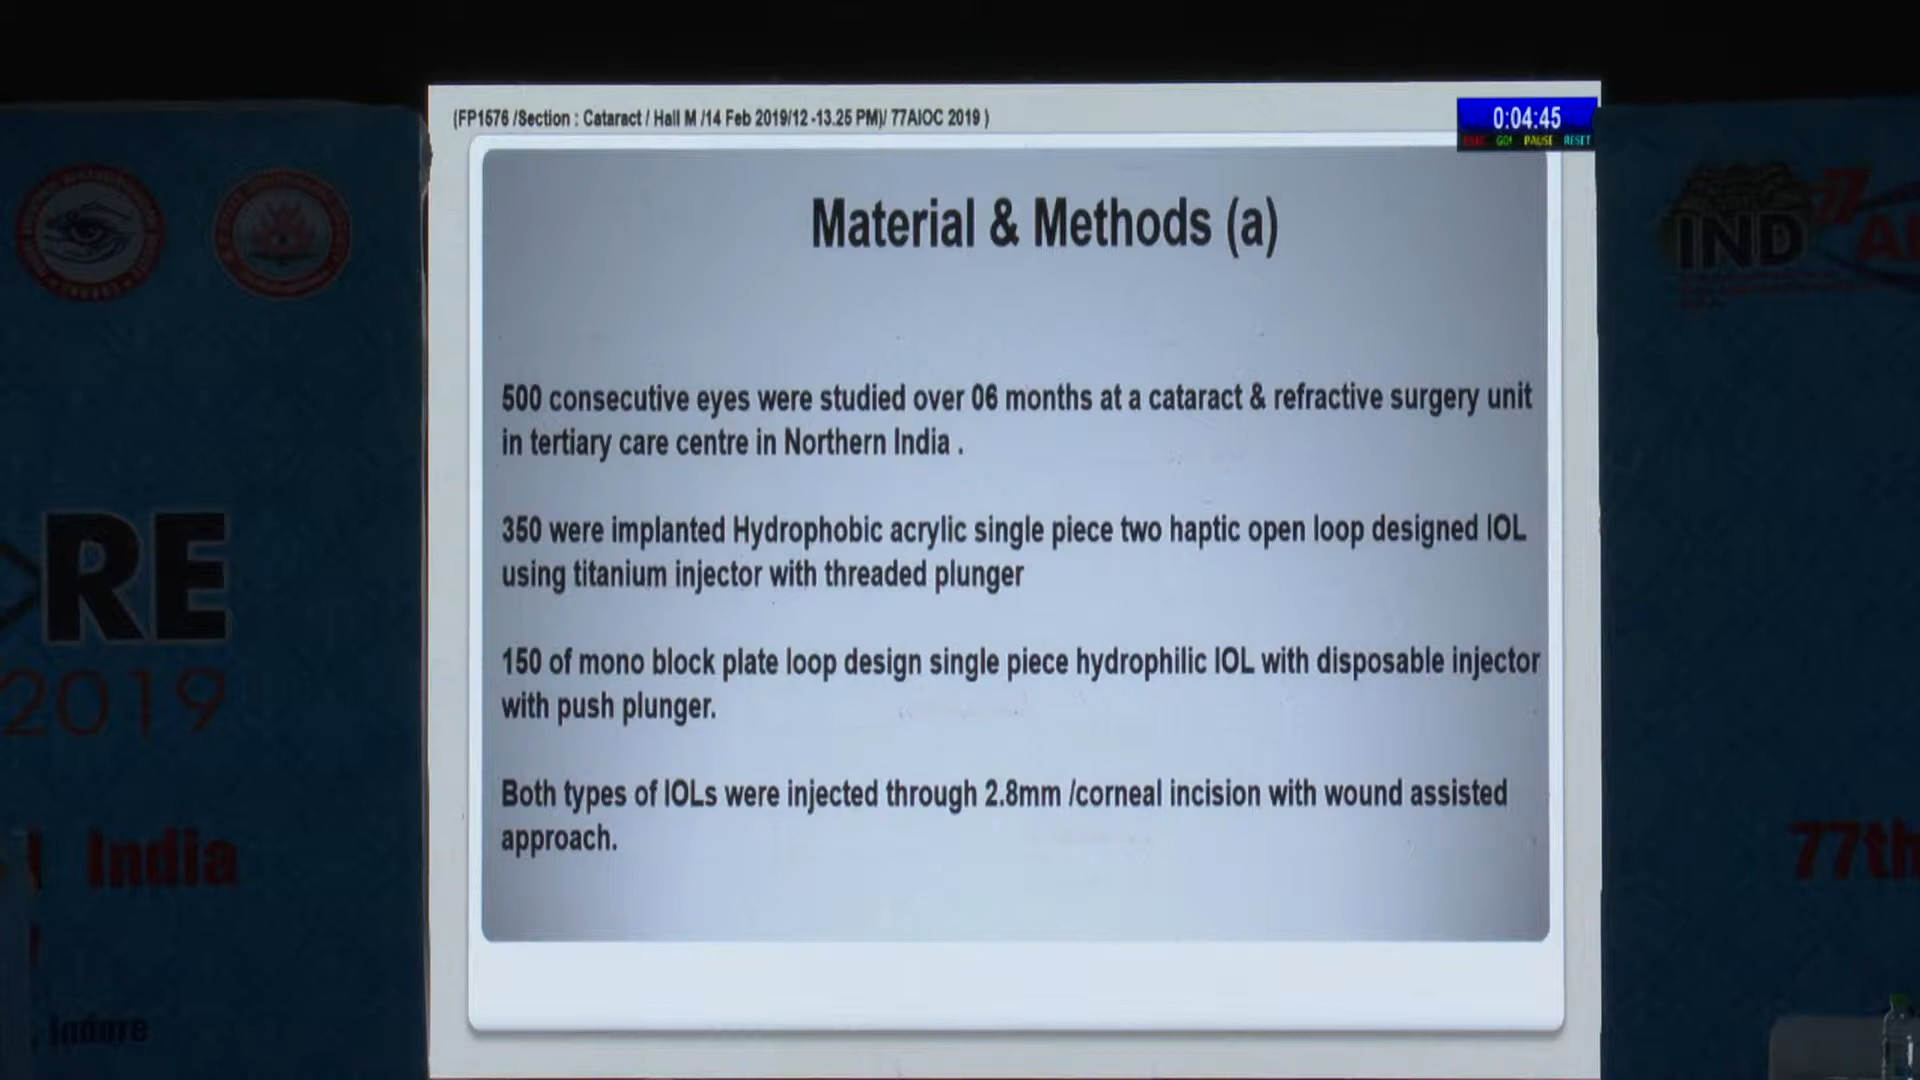 (FP1576 /Section : Cataract / Hall M /14 Feb 2019/12 -13.25 PM)/ 77AIOC 2019 )
0:04:45
GO! PAUSE RESET
Material & Methods (a)
500 consecutive eyes were studied over 06 months at a cataract & refractive surgery unit
in tertiary care centre in Northern India .
350 were implanted Hydrophobic acrylic single piece two haptic open loop designed IOL
using titanium injector with threaded plunger
150 of mono block plate loop design single piece hydrophilic IOL with disposable injector
with push plunger.
Both types of IOLs were injected through 2.8mm /corneal incision with wound assisted
approach.
RE
2019
India
Indore
IND
77
AI
77th